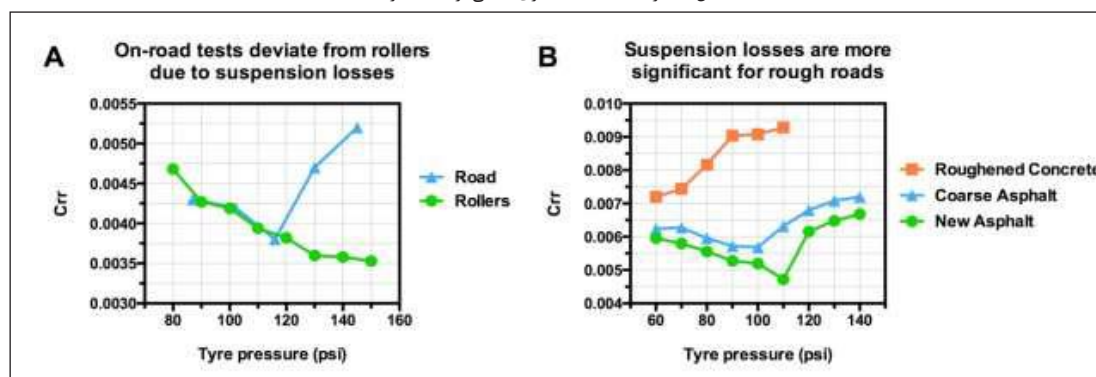 A
On-road tests deviate from rollers
due to suspension losses
0.0055
0.0050
0.0045
0.0040
0.0035
0.0030
Crr
80
100
120
140
160
Tyre pressure (psi)
Road
Rollers
B
Suspension losses are more
significant for rough roads
0.010
0.009
0.008
0.007
0.006
0.005
0.004
Crr
60
80
100
120
140
Tyre pressure (psi)
Roughened Concrete
Coarse Asphalt
New Asphalt